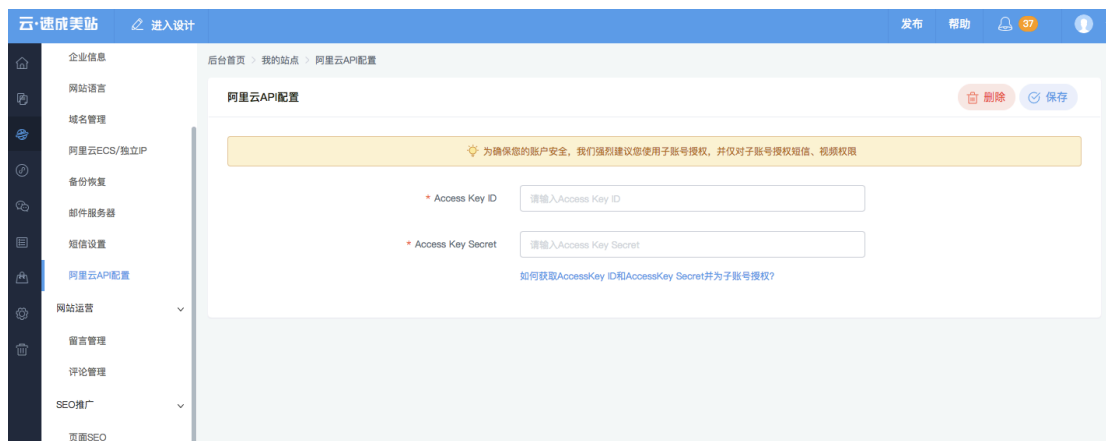 云·速成美站
进入设计
发布
帮助
37
企业信息
网站语言
域名管理
阿里云ECS/独立IP
备份恢复
邮件服务器
短信设置
阿里云API配置
网站运营
留言管理
评论管理
SEO推广
页面SEO
后台首页 > 我的站点 > 阿里云API配置
阿里云API配置
删除
保存
为确保您的账户安全，我们强烈建议您使用子账号授权，并仅对子账号授权短信、视频权限
* Access Key ID
请输入Access Key ID
* Access Key Secret
请输入Access Key Secret
如何获取AccessKey ID和AccessKey Secret并为子账号授权?